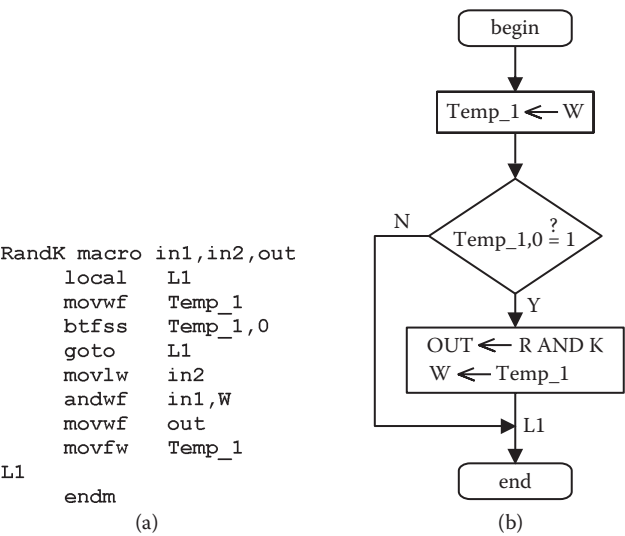 RandK macro in1,in2,out
local L1
movwf Temp_1
btfss Temp_1,0
goto L1
movlw in2
andwf in1,W
movwf out
movfw Temp_1
L1
endm
(a)
begin
Temp_1 ← W
?
Temp_1,0 = 1
N
Y
OUT ← R AND K
W ← Temp_1
L1
end
(b)